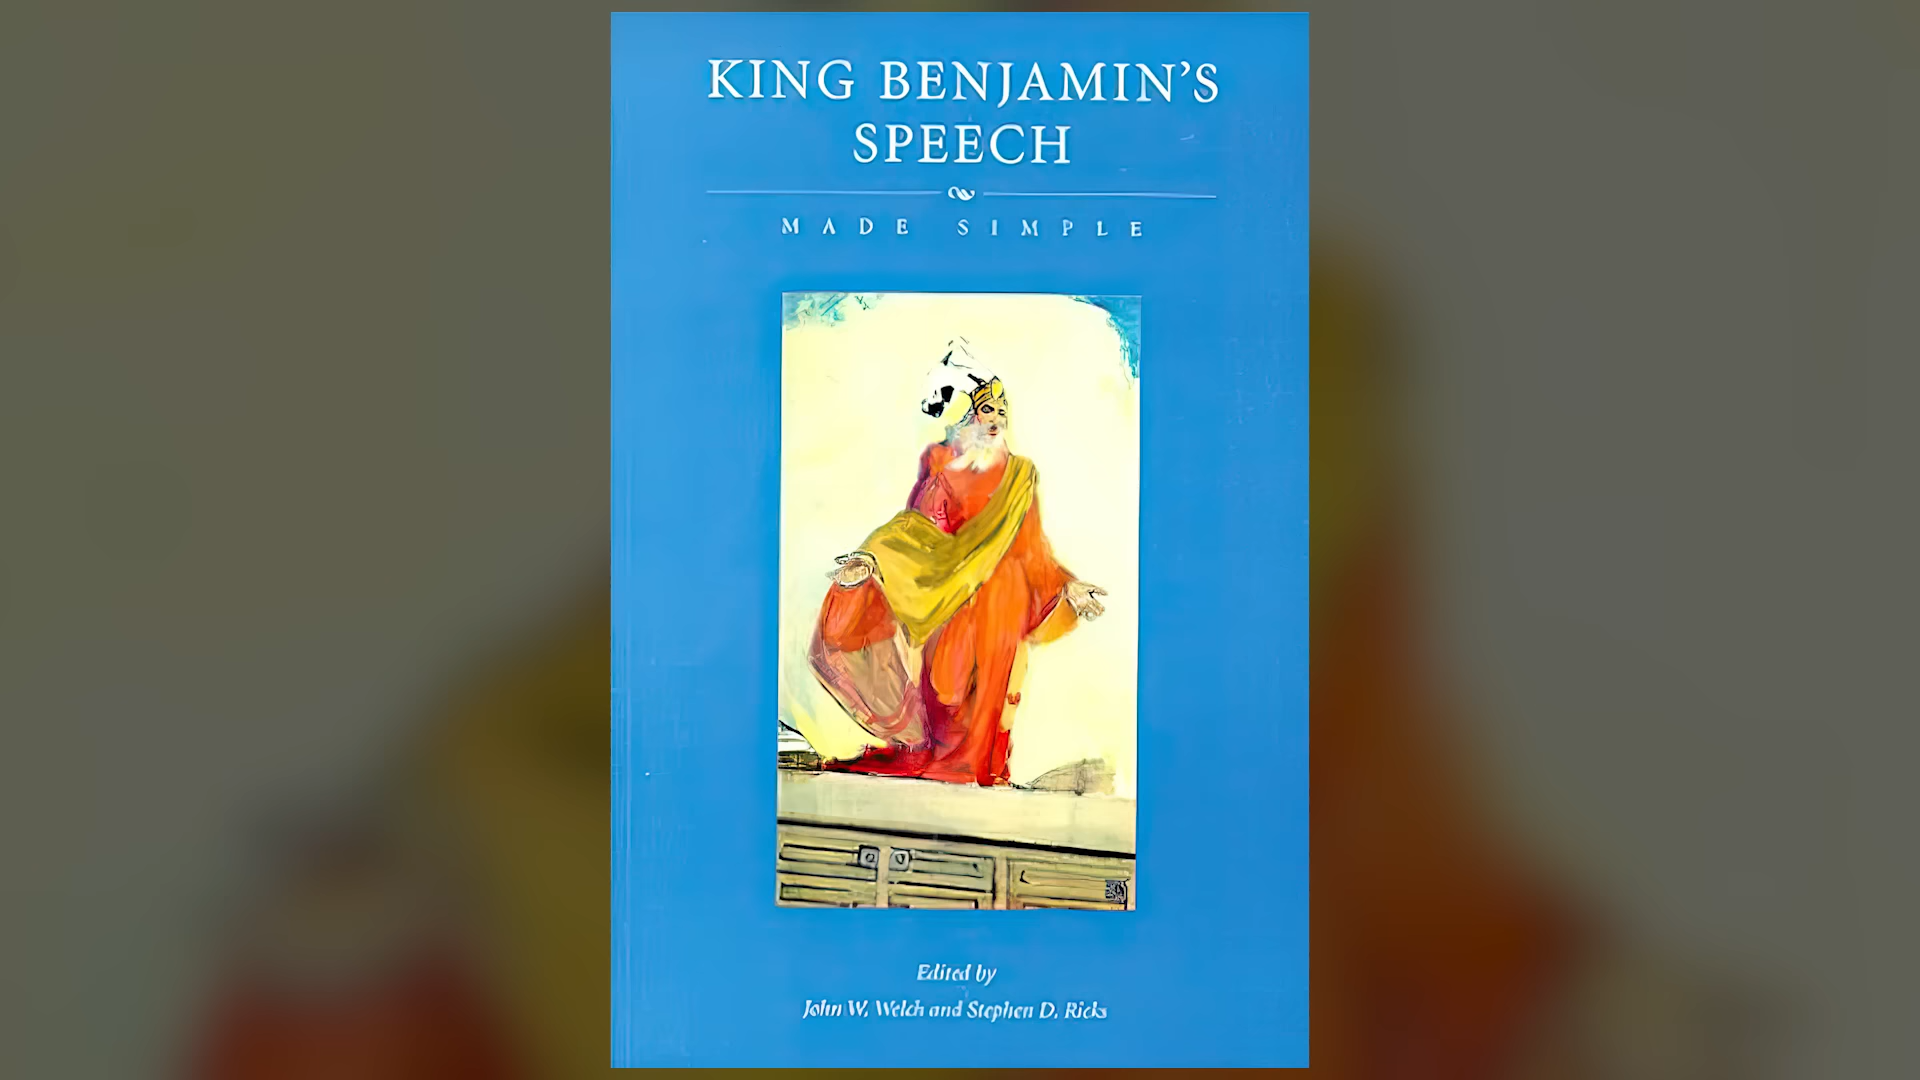 KING BENJAMIN'S
SPEECH
MADE SIMPLE
Edited by
John W. Welch and Stephen D. Ricks